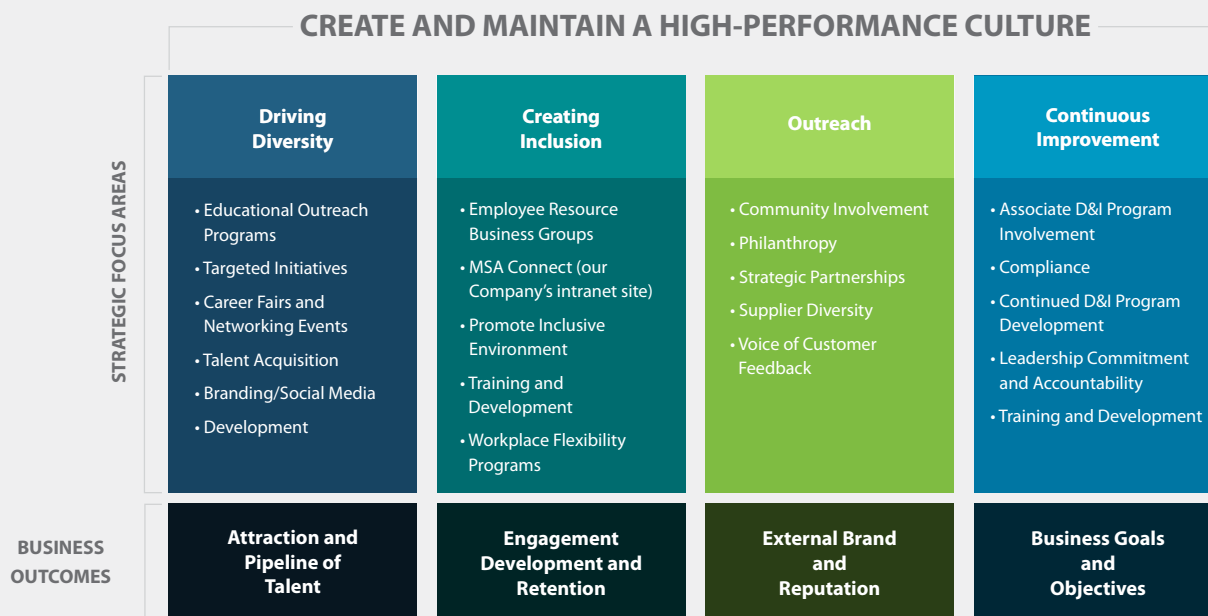 CREATE AND MAINTAIN A HIGH-PERFORMANCE CULTURE
STRATEGIC FOCUS AREAS
Driving
Diversity
• Educational Outreach
Programs
• Targeted Initiatives
• Career Fairs and
Networking Events
• Talent Acquisition
• Branding/Social Media
• Development
Creating
Inclusion
• Employee Resource
Business Groups
• MSA Connect (our
Company's intranet site)
• Promote Inclusive
Environment
• Training and
Development
• Workplace Flexibility
Programs
Outreach
• Community Involvement
• Philanthropy
• Strategic Partnerships
• Supplier Diversity
• Voice of Customer
Feedback
Continuous
Improvement
• Associate D&I Program
Involvement
• Compliance
• Continued D&I Program
Development
• Leadership Commitment
and Accountability
• Training and Development
BUSINESS
OUTCOMES
Attraction and
Pipeline of
Talent
Engagement
Development and
Retention
External Brand
and
Reputation
Business Goals
and
Objectives